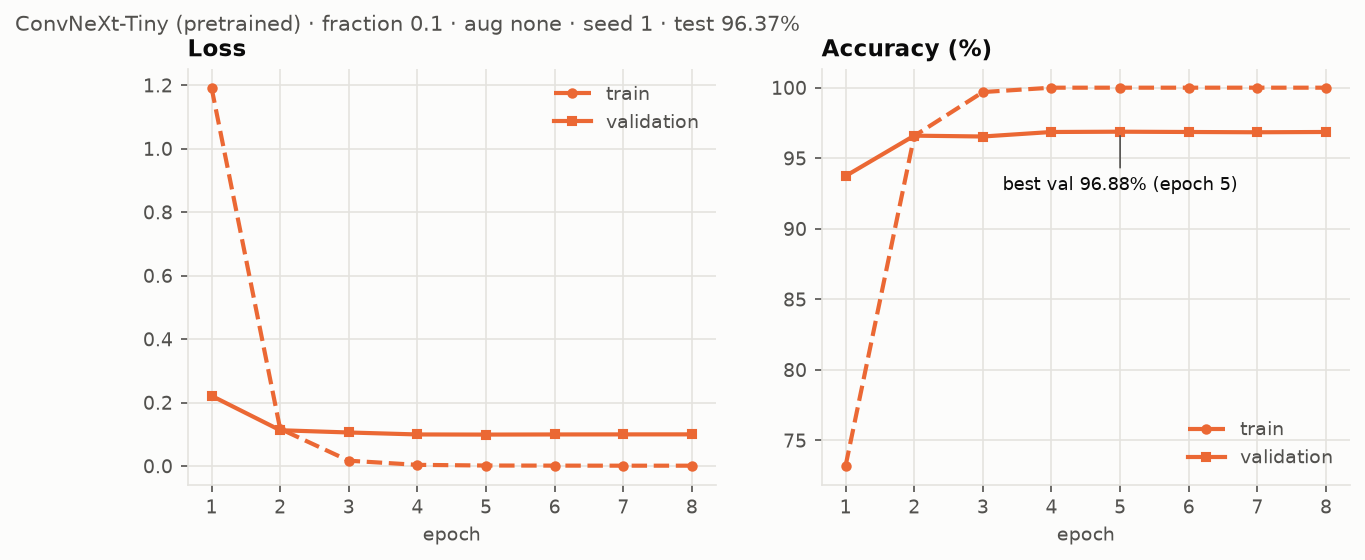 ConvNeXt-Tiny (pretrained) · fraction 0.1 · aug none · seed 1 · test 96.37%
Loss
1.2
1.0
0.8
0.6
0.4
0.2
0.0
train
validation
1 2 3 4 5 6 7 8
epoch
Accuracy (%)
100
95
90
85
80
75
best val 96.88% (epoch 5)
train
validation
1 2 3 4 5 6 7 8
epoch